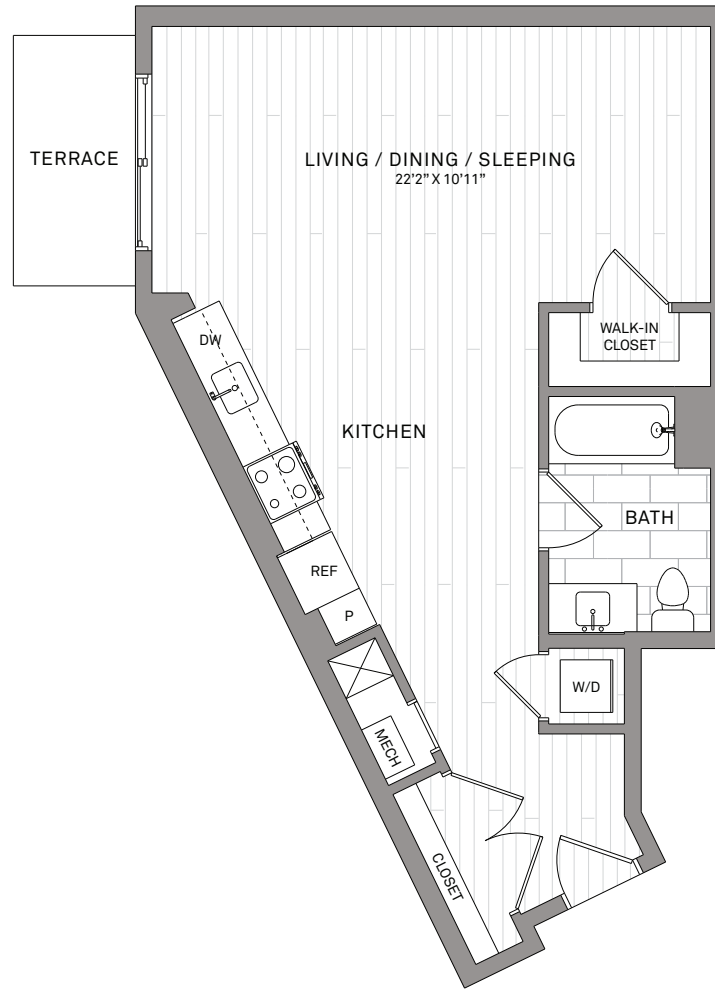 TERRACE
LIVING / DINING / SLEEPING
22'2" X 10'11"
WALK-IN
CLOSET
DW
KITCHEN
BATH
REF
P
W/D
MECH
CLOSET